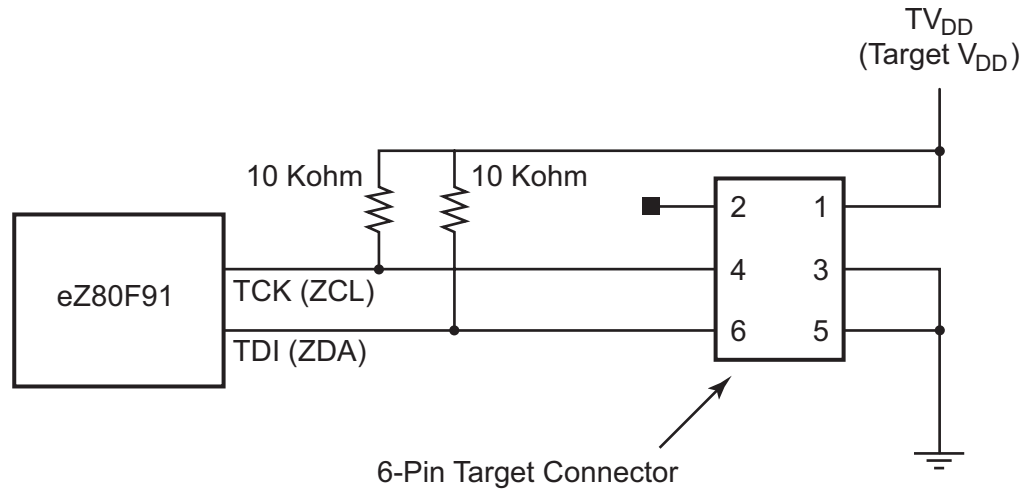 TVDD
(Target VDD)
10 Kohm
10 Kohm
2
1
eZ80F91
TCK (ZCL)
4
3
TDI (ZDA)
6
5
6-Pin Target Connector